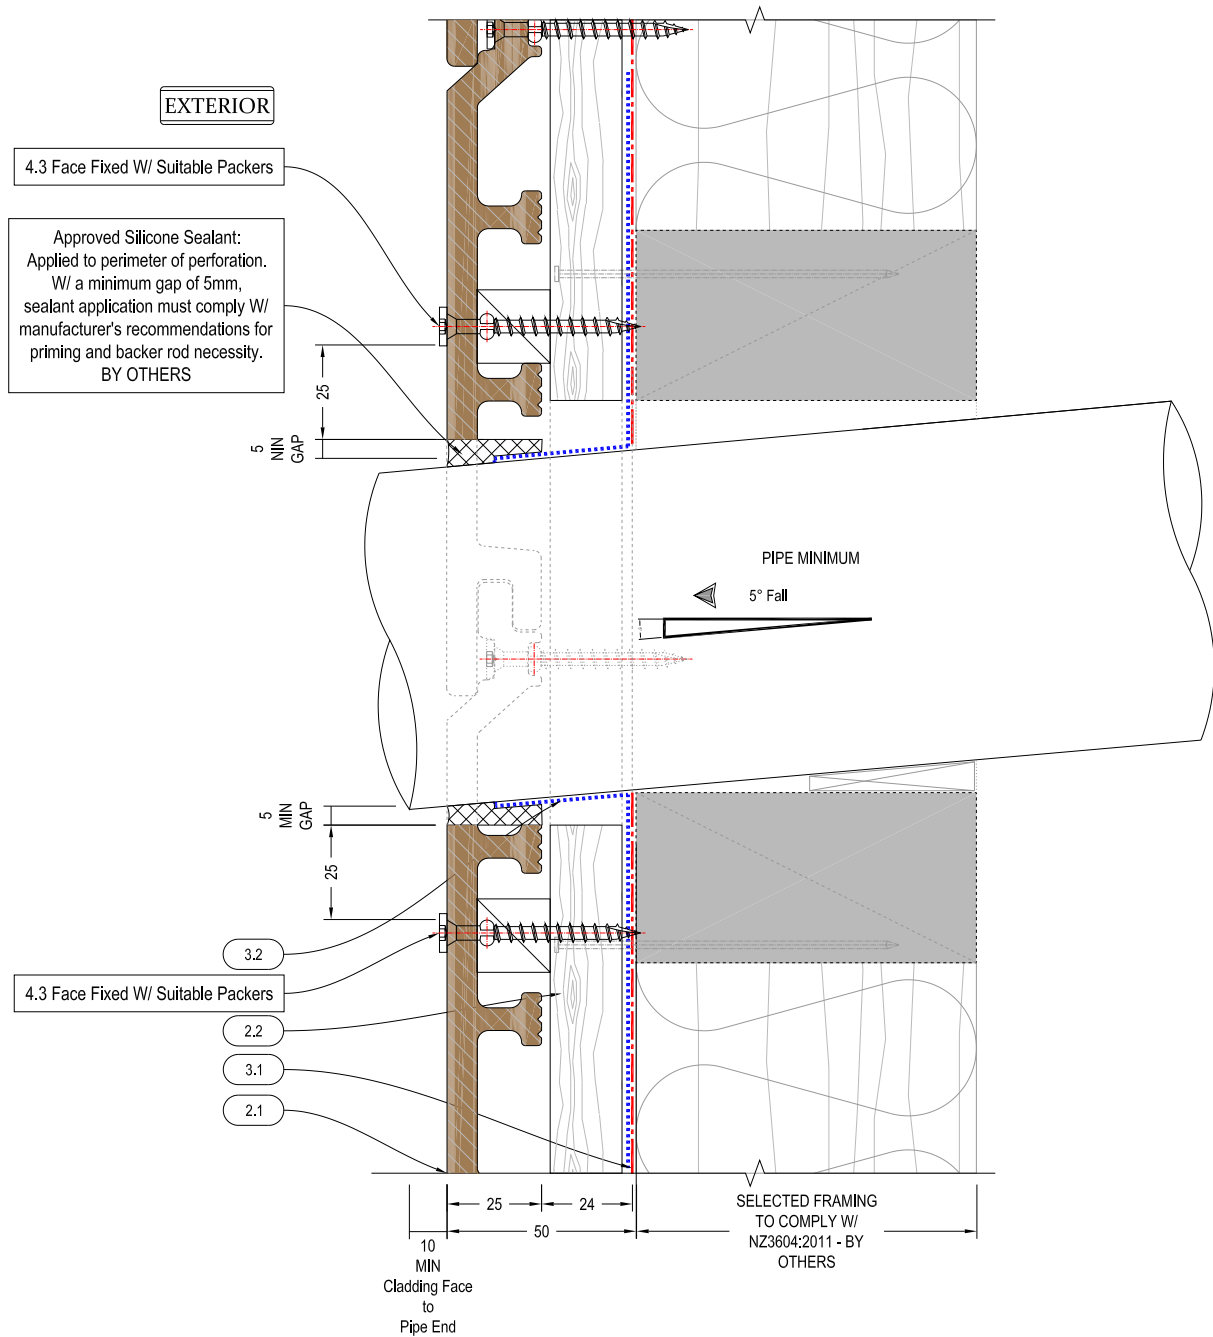 EXTERIOR
4.3 Face Fixed W/ Suitable Packers
Approved Silicone Sealant:
Applied to perimeter of perforation.
W/ a minimum gap of 5mm,
sealant application must comply W/
manufacturer's recommendations for
priming and backer rod necessity.
BY OTHERS
25
5
NIN
GAP
PIPE MINIMUM
5° Fall
5
MIN
GAP
25
3.2
4.3 Face Fixed W/ Suitable Packers
2.2
3.1
2.1
25
24
50
10
MIN
Cladding Face
to
Pipe End
SELECTED FRAMING
TO COMPLY W/
NZ3604:2011 - BY
OTHERS